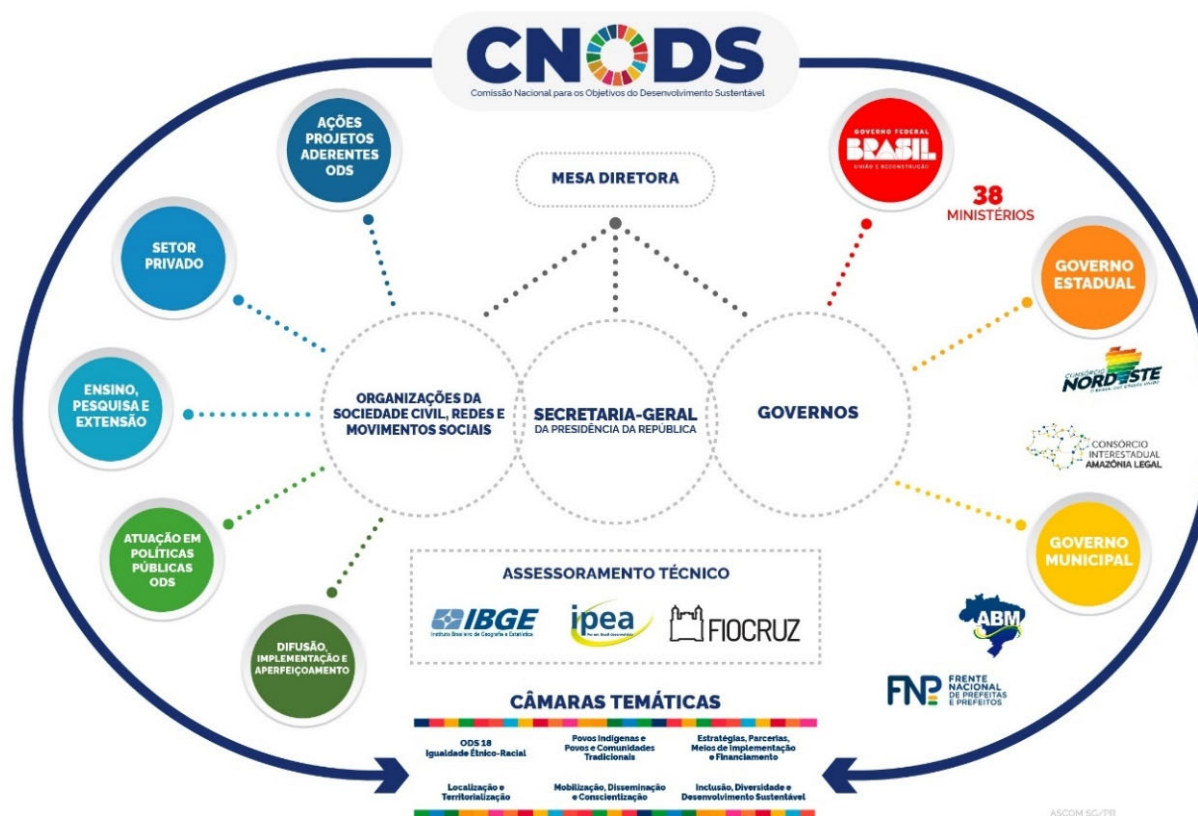 CNODS
Comissão Nacional para os Objetivos do Desenvolvimento Sustentável
AÇÕES
PROJETOS
ADERENTES
ODS
MESA DIRETORA
GOVERNO FEDERAL
BRASIL
UNIÃO E RECONSTRUÇÃO
38
MINISTÉRIOS
SETOR
PRIVADO
GOVERNO
ESTADUAL
CONSÓRCIO
NORDESTE
ENSINO,
PESQUISA E
EXTENSÃO
ORGANIZAÇÕES DA
SOCIEDADE CIVIL, REDES E
MOVIMENTOS SOCIAIS
SECRETARIA-GERAL
DA PRESIDÊNCIA DA REPÚBLICA
GOVERNOS
CONSÓRCIO
INTERESTADUAL
AMAZÔNIA LEGAL
ATUAÇÃO EM
POLÍTICAS
PÚBLICAS
ODS
GOVERNO
MUNICIPAL
ASSESSORAMENTO TÉCNICO
IBGE
Instituto Brasileiro de Geografia e Estatística
ipea
FIOCRUZ
ABM
DIFUSÃO,
IMPLEMENTAÇÃO E
APERFEIÇOAMENTO
FNP
FRENTE
NACIONAL
DE PREFEITAS
E PREFEITOS
CÂMARAS TEMÁTICAS
ODS 18
Igualdade Étnico-Racial
Povos Indígenas e
Povos e Comunidades
Tradicionais
Estratégias, Parcerias,
Meios de Implementação
e Financiamento
Localização e
Territorialização
Mobilização, Disseminação
e Conscientização
Inclusão, Diversidade e
Desenvolvimento Sustentável
ASCOM SG/PR